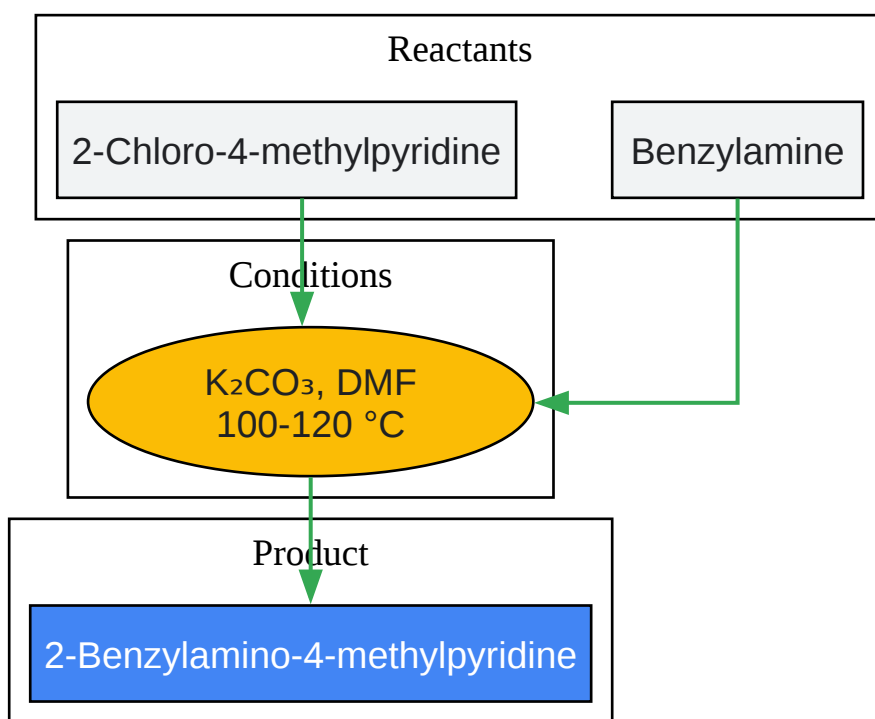 Reactants
2-Chloro-4-methylpyridine
Benzylamine
Conditions
K₂CO₃, DMF
100-120 °C
Product
2-Benzylamino-4-methylpyridine